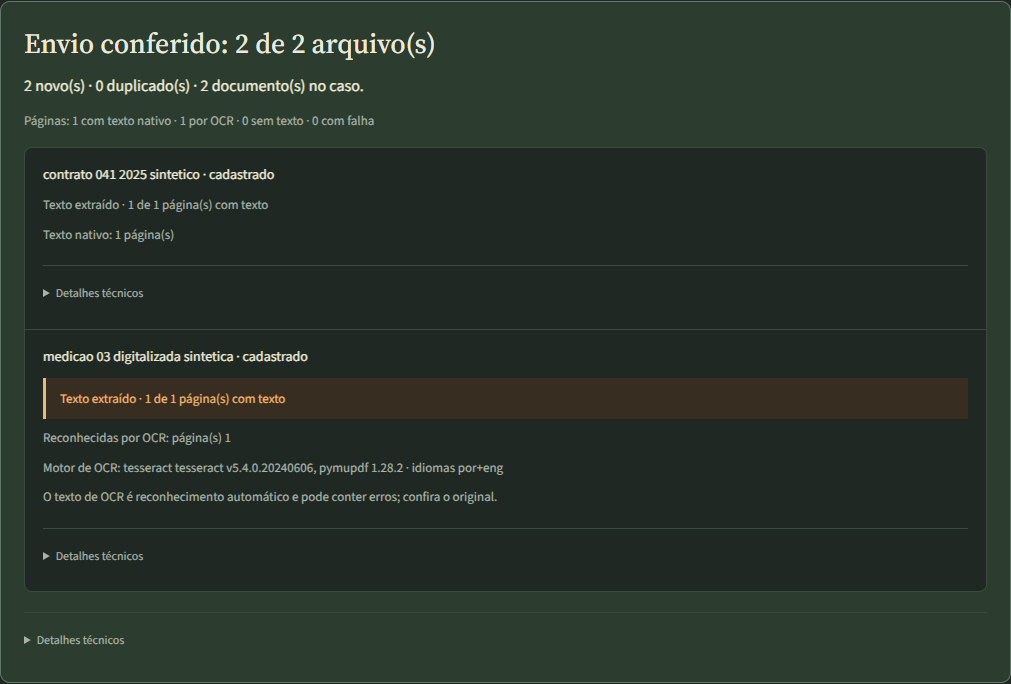 Envio conferido: 2 de 2 arquivo(s)
2 novo(s) · 0 duplicado(s) · 2 documento(s) no caso.
Páginas: 1 com texto nativo · 1 por OCR · 0 sem texto · 0 com falha
contrato 041 2025 sintetico · cadastrado
Texto extraído · 1 de 1 página(s) com texto
Texto nativo: 1 página(s)
Detalhes técnicos
medicao 03 digitalizada sintetica · cadastrado
Texto extraído · 1 de 1 página(s) com texto
Reconhecidas por OCR: página(s) 1
Motor de OCR: tesseract tesseract v5.4.0.20240606, pymupdf 1.28.2 · idiomas por+eng
O texto de OCR é reconhecimento automático e pode conter erros; confira o original.
Detalhes técnicos
Detalhes técnicos